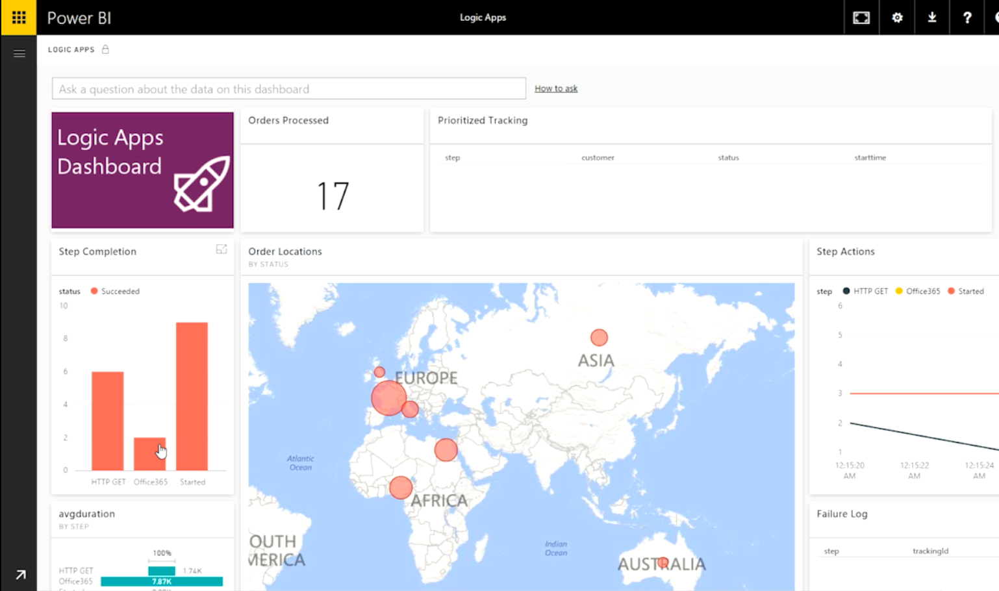 Power BI
Logic Apps
LOGIC APPS
Ask a question about the data on this dashboard
How to ask
Logic Apps
Dashboard
Orders Processed
17
Prioritized Tracking
step customer status starttime
Step Completion
status Succeeded
10
8
6
4
2
0
HTTP GET Office365 Started
Order Locations
BY STATUS
ASIA
EUROPE
Atlantic
Ocean
AFRICA
OUTH
MERICA
Indian
Ocean
AUSTRALIA
Step Actions
step HTTP GET Office365 Started
6
5
4
3
2
1
12:15:20 12:15:22 12:15:24
AM AM AM
avgduration
BY STEP
100%
HTTP GET 1.74K
Office365 7.87K
Failure Log
step trackingId